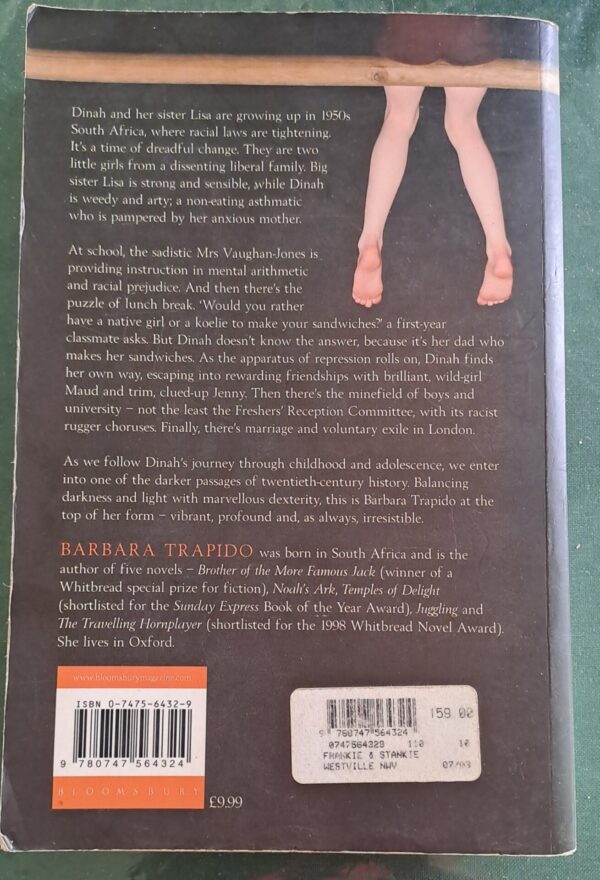 Dinah and her sister Lisa are growing up in 1950s
South Africa, where racial laws are tightening.
It's a time of dreadful change. They are two
little girls from a dissenting liberal family. Big
sister Lisa is strong and sensible, while Dinah
is weedy and arty; a non-eating asthmatic
who is pampered by her anxious mother.
At school, the sadistic Mrs Vaughan-Jones is
providing instruction in mental arithmetic
and racial prejudice. And then there's the
puzzle of lunch break. 'Would you rather
have a native girl or a koelie to make your sandwiches?' a first-year
classmate asks. But Dinah doesn't know the answer, because it's her dad who
makes her sandwiches. As the apparatus of repression rolls on, Dinah finds
her own way, escaping into rewarding friendships with brilliant, wild-girl
Maud and trim, clued-up Jenny. Then there's the minefield of boys and
university – not the least the Freshers' Reception Committee, with its racist
rugger choruses. Finally, there's marriage and voluntary exile in London.
As we follow Dinah's journey through childhood and adolescence, we enter
into one of the darker passages of twentieth-century history. Balancing
darkness and light with marvellous dexterity, this is Barbara Trapido at the
top of her form – vibrant, profound and, as always, irresistible.
BARBARA TRAPIDO was born in South Africa and is the
author of five novels – Brother of the More Famous Jack (winner of a
Whitbread special prize for fiction), Noah's Ark, Temples of Delight
(shortlisted for the Sunday Express Book of the Year Award), Juggling and
The Travelling Hornplayer (shortlisted for the 1998 Whitbread Novel Award).
She lives in Oxford.
www.bloomsburymagazine.com
ISBN 0-7475-6432-9
9 780747 564324
BLOOMSBURY
£9.99
159.00
9 780747 564324
0747564329
FRANKIE & STANKIE
WESTVILLE NWV